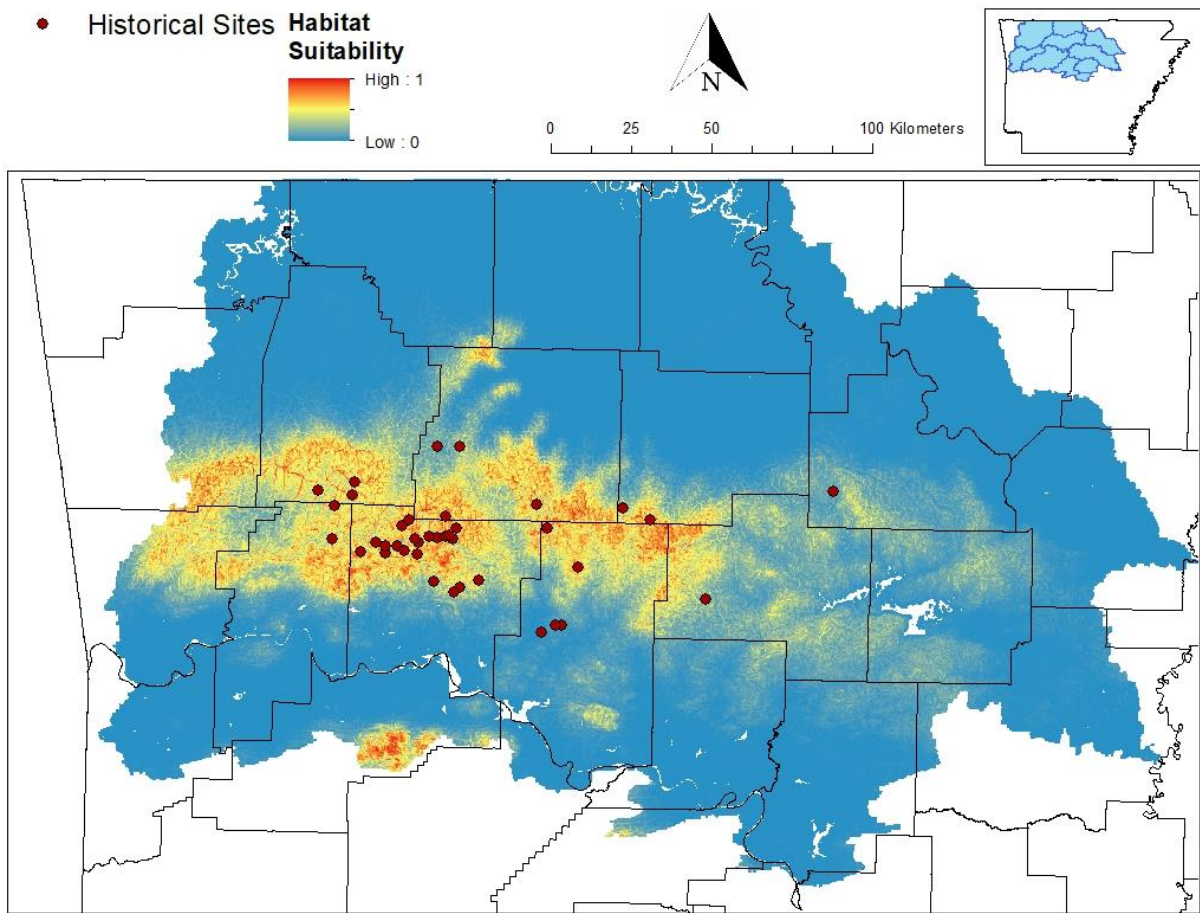 Historical Sites
Habitat
Suitability
High : 1
Low : 0
N
0 25 50 100 Kilometers